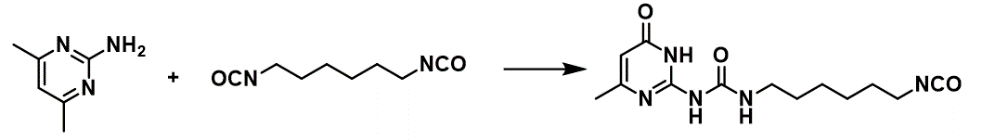 N NH₂ N
+
OCN NCO
O NH N N H O N H NCO